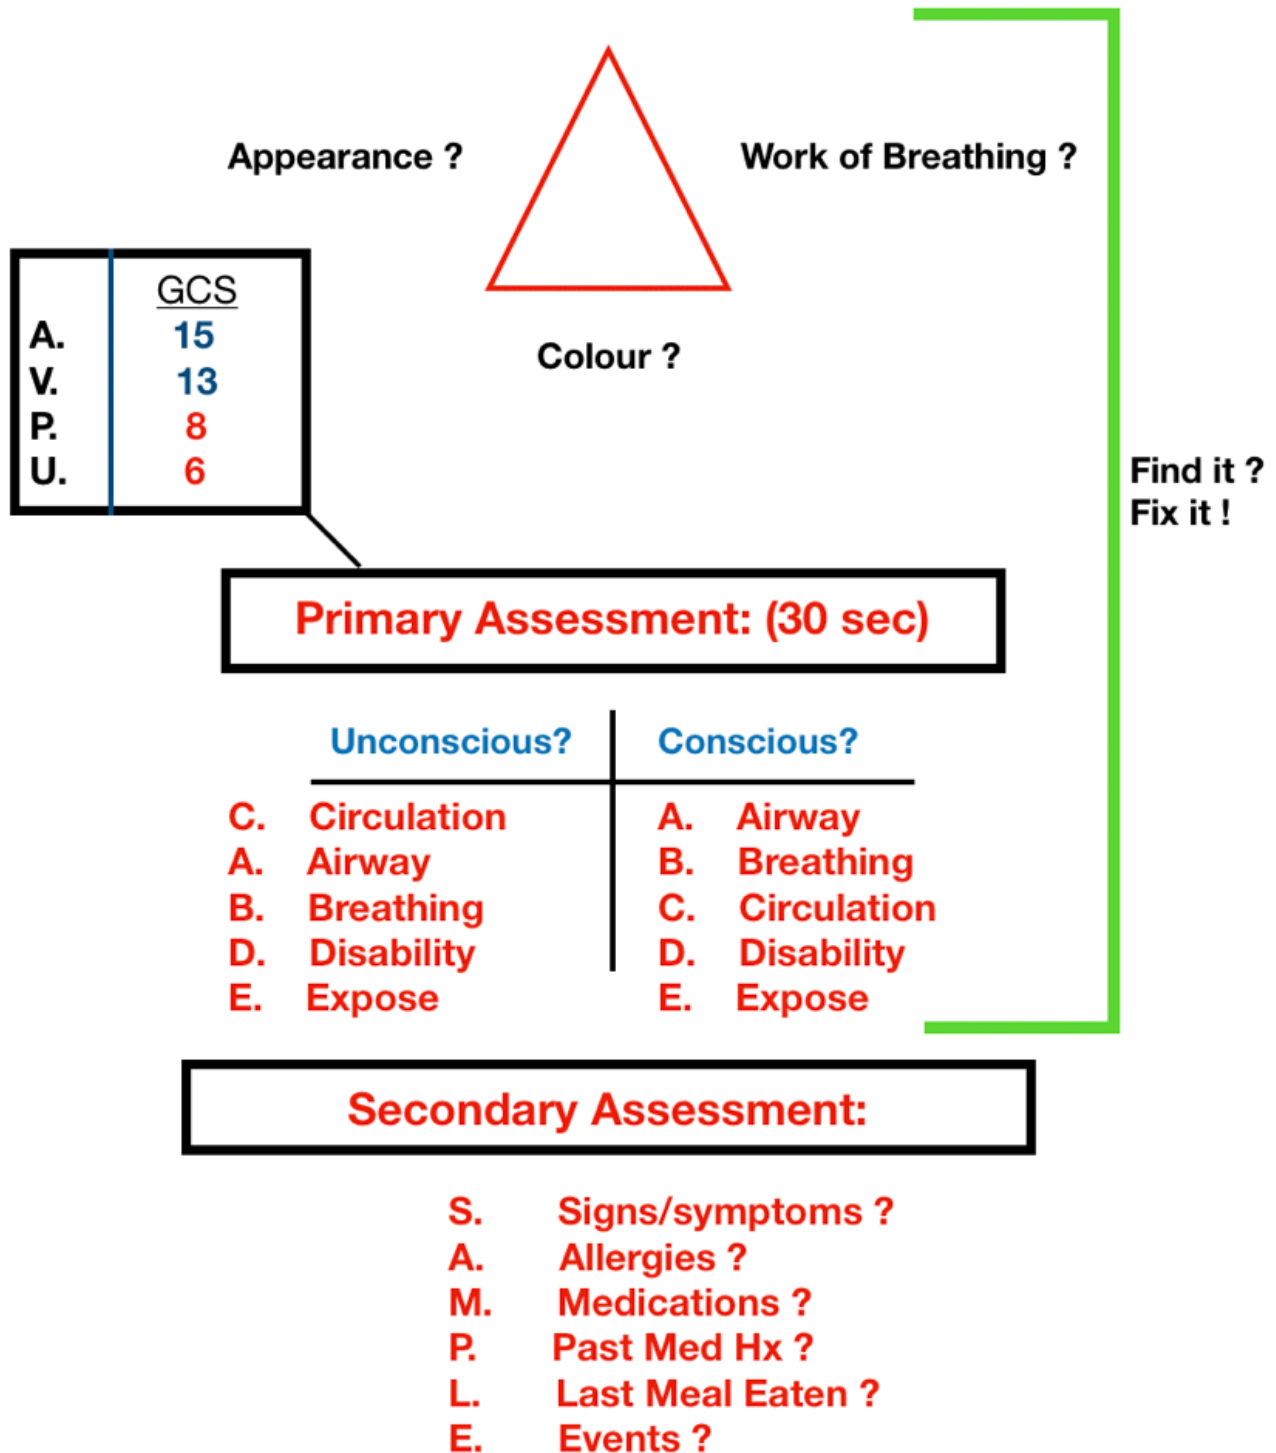 Appearance ?
Work of Breathing ?
Colour ?
GCS
A. 15
V. 13
P. 8
U. 6
Find it ?
Fix it !
Primary Assessment: (30 sec)
Unconscious?
C. Circulation
A. Airway
B. Breathing
D. Disability
E. Expose
Conscious?
A. Airway
B. Breathing
C. Circulation
D. Disability
E. Expose
Secondary Assessment:
S. Signs/symptoms ?
A. Allergies ?
M. Medications ?
P. Past Med Hx ?
L. Last Meal Eaten ?
E. Events ?